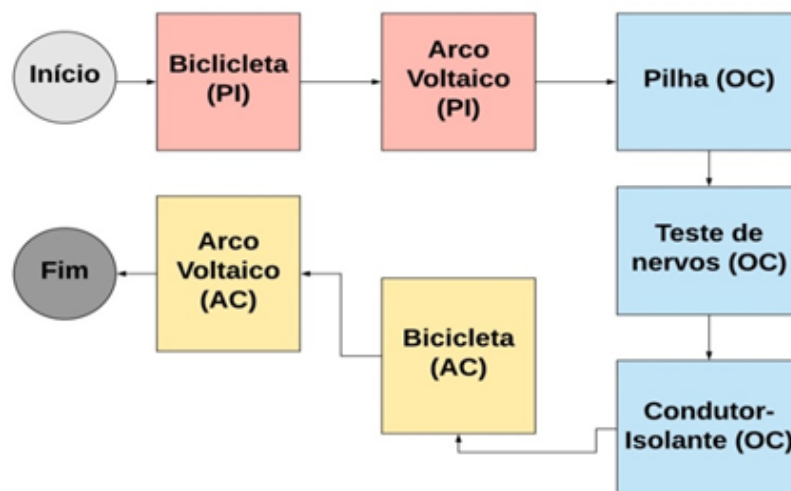 Início
Biclicleta
(PI)
Arco
Voltaico
(PI)
Pilha (OC)
Teste de
nervos (OC)
Condutor-
Isolante (OC)
Bicicleta
(AC)
Arco
Voltaico
(AC)
Fim